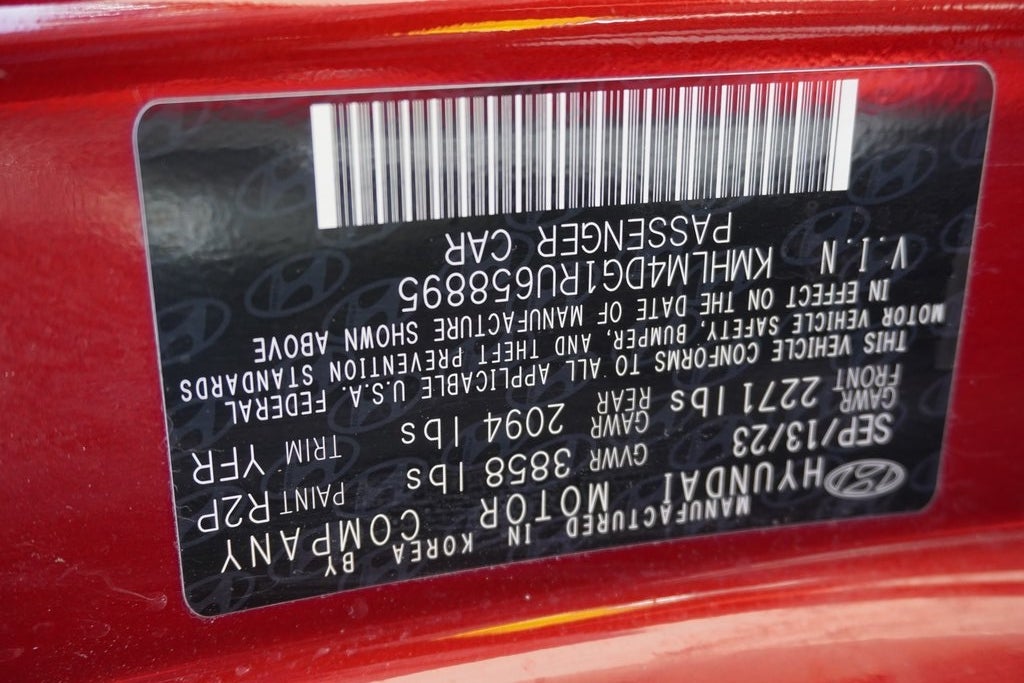 MANUFACTURED IN KOREA BY
HYUNDAI MOTOR COMPANY
SEP/13/23 GVWR 3858 lbs PAINT R2P
GAWR FRONT 2271 lbs GAWR REAR 2094 lbs TRIM YFR
THIS VEHICLE CONFORMS TO ALL APPLICABLE U.S.A. FEDERAL
MOTOR VEHICLE SAFETY, BUMPER, AND THEFT PREVENTION STANDARDS
IN EFFECT ON THE DATE OF MANUFACTURE SHOWN ABOVE
V.I.N KMHLM4DG1RU658895
PASSENGER CAR